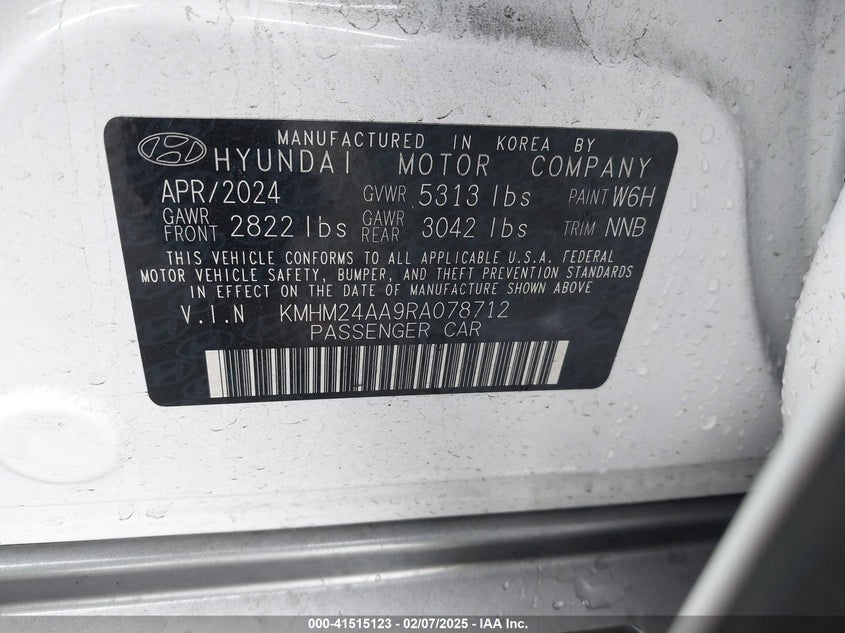 MANUFACTURED IN KOREA BY
HYUNDAI MOTOR COMPANY
APR/2024 GVWR 5313 lbs PAINT W6H
GAWR FRONT 2822 lbs GAWR REAR 3042 lbs TRIM NNB
THIS VEHICLE CONFORMS TO ALL APPLICABLE U.S.A. FEDERAL
MOTOR VEHICLE SAFETY, BUMPER, AND THEFT PREVENTION STANDARDS
IN EFFECT ON THE DATE OF MANUFACTURE SHOWN ABOVE
V.I.N KMHM24AA9RA078712
PASSENGER CAR
000-41515123 - 02/07/2025 - IAA Inc.